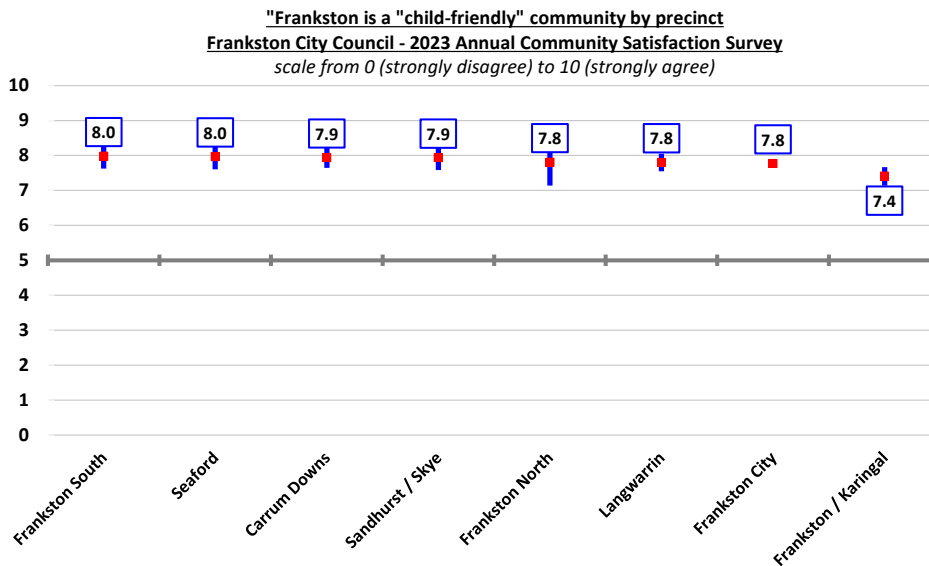 "Frankston is a "child-friendly" community by precinct
Frankston City Council - 2023 Annual Community Satisfaction Survey
scale from 0 (strongly disagree) to 10 (strongly agree)
10
9
8
7
6
5
4
3
2
1
0
8.0
8.0
7.9
7.9
7.8
7.8
7.8
7.4
Frankston South
Seaford
Carrum Downs
Sandhurst / Skye
Frankston North
Langwarrin
Frankston City
Frankston / Karingal